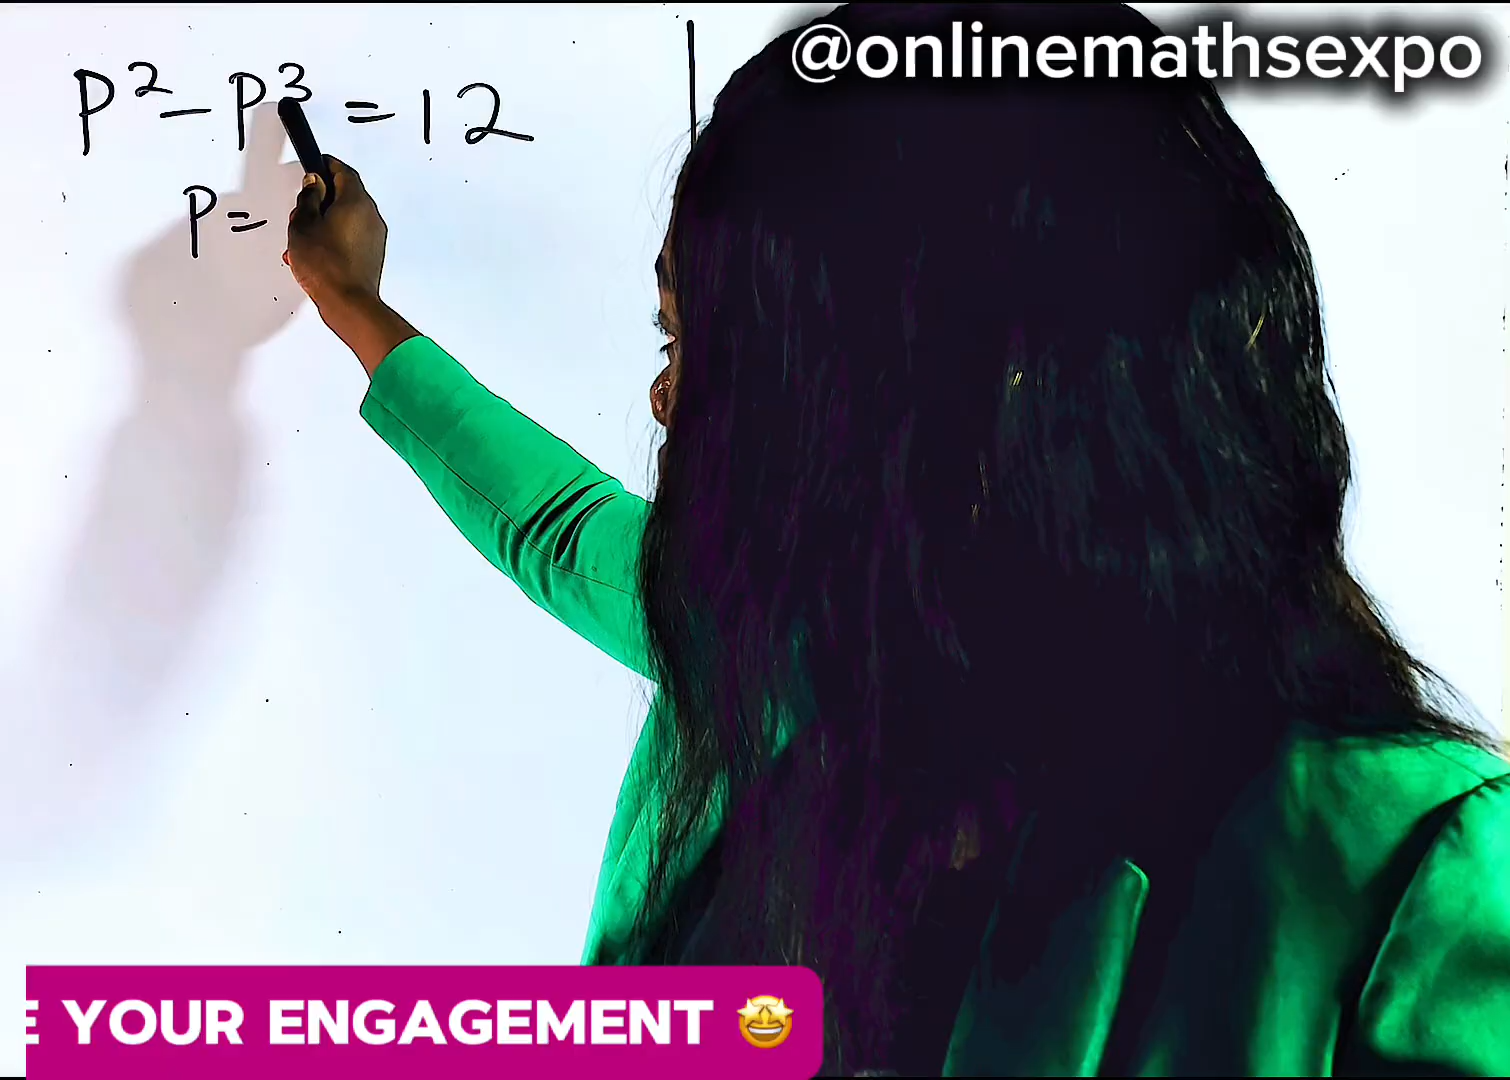 @onlinemathsexpo
P² - P³ = 12
P =
E YOUR ENGAGEMENT 🤩